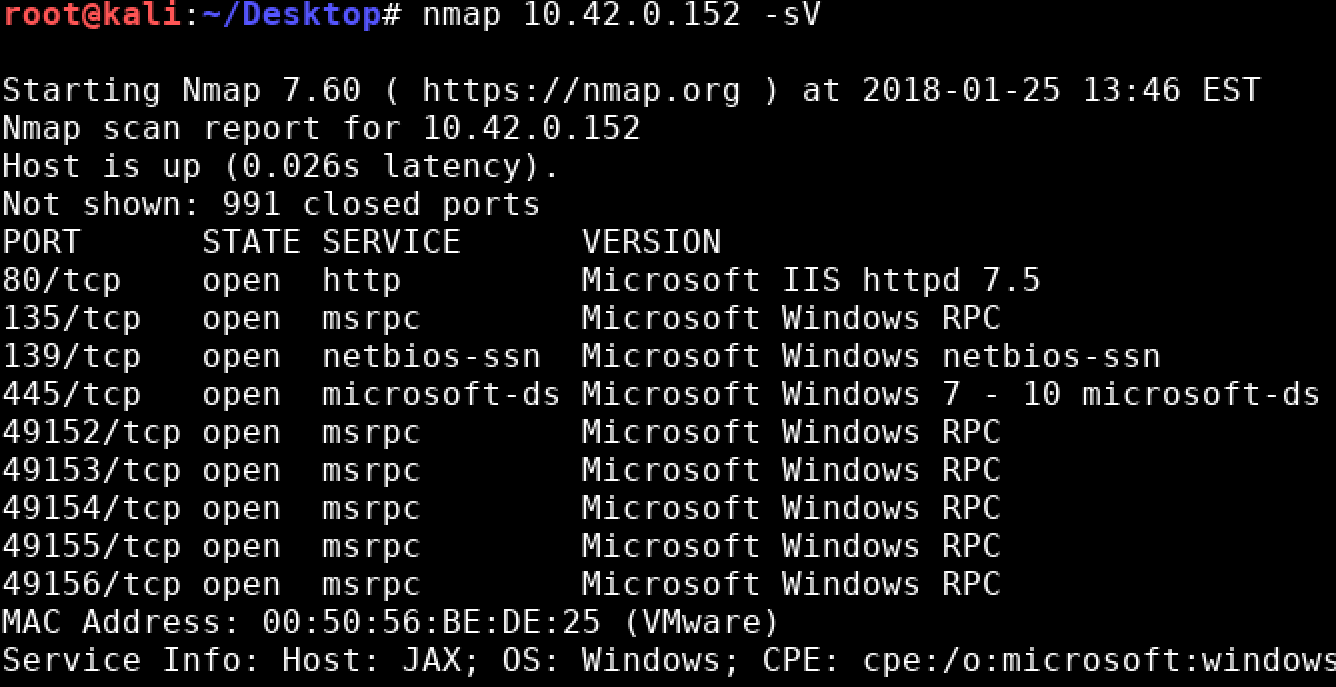 root@kali:~/Desktop# nmap 10.42.0.152 -sV
Starting Nmap 7.60 ( https://nmap.org ) at 2018-01-25 13:46 EST
Nmap scan report for 10.42.0.152
Host is up (0.026s latency).
Not shown: 991 closed ports
PORT      STATE SERVICE      VERSION
80/tcp    open  http         Microsoft IIS httpd 7.5
135/tcp   open  msrpc        Microsoft Windows RPC
139/tcp   open  netbios-ssn  Microsoft Windows netbios-ssn
445/tcp   open  microsoft-ds Microsoft Windows 7 - 10 microsoft-ds
49152/tcp open  msrpc        Microsoft Windows RPC
49153/tcp open  msrpc        Microsoft Windows RPC
49154/tcp open  msrpc        Microsoft Windows RPC
49155/tcp open  msrpc        Microsoft Windows RPC
49156/tcp open  msrpc        Microsoft Windows RPC
MAC Address: 00:50:56:BE:DE:25 (VMware)
Service Info: Host: JAX; OS: Windows; CPE: cpe:/o:microsoft:windows